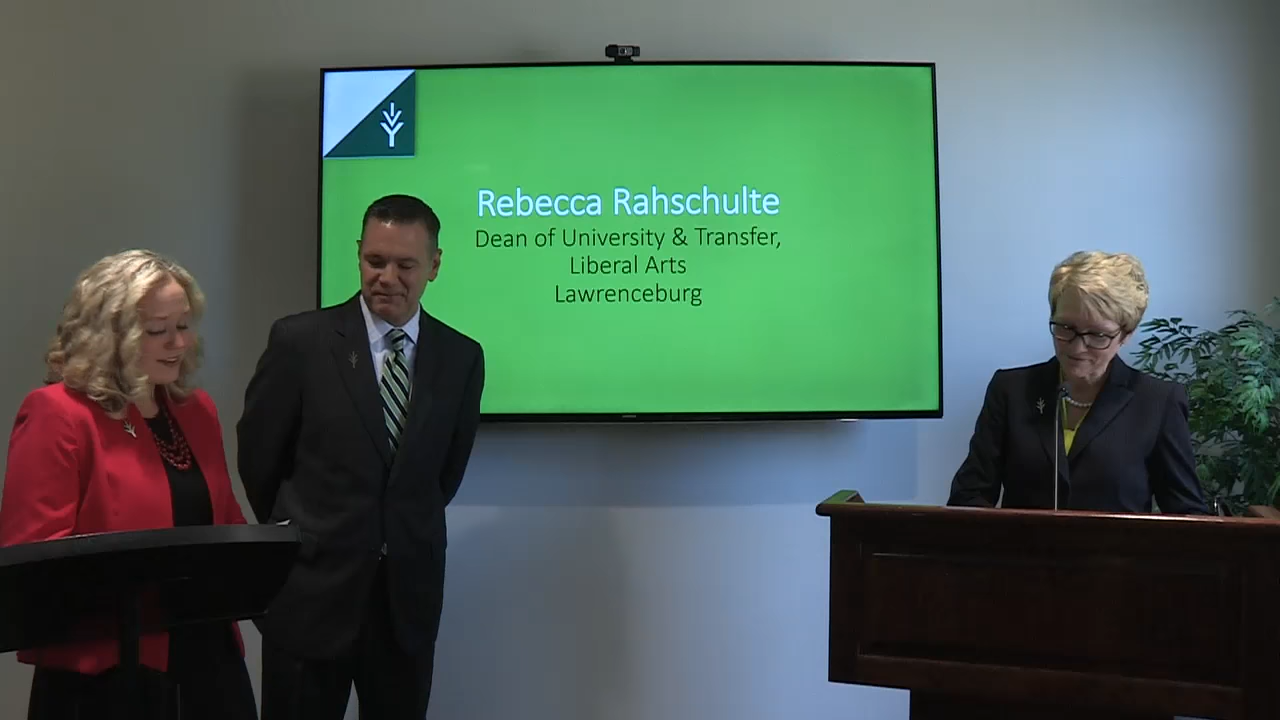 Rebecca Rahschulte
Dean of University & Transfer,
Liberal Arts
Lawrenceburg